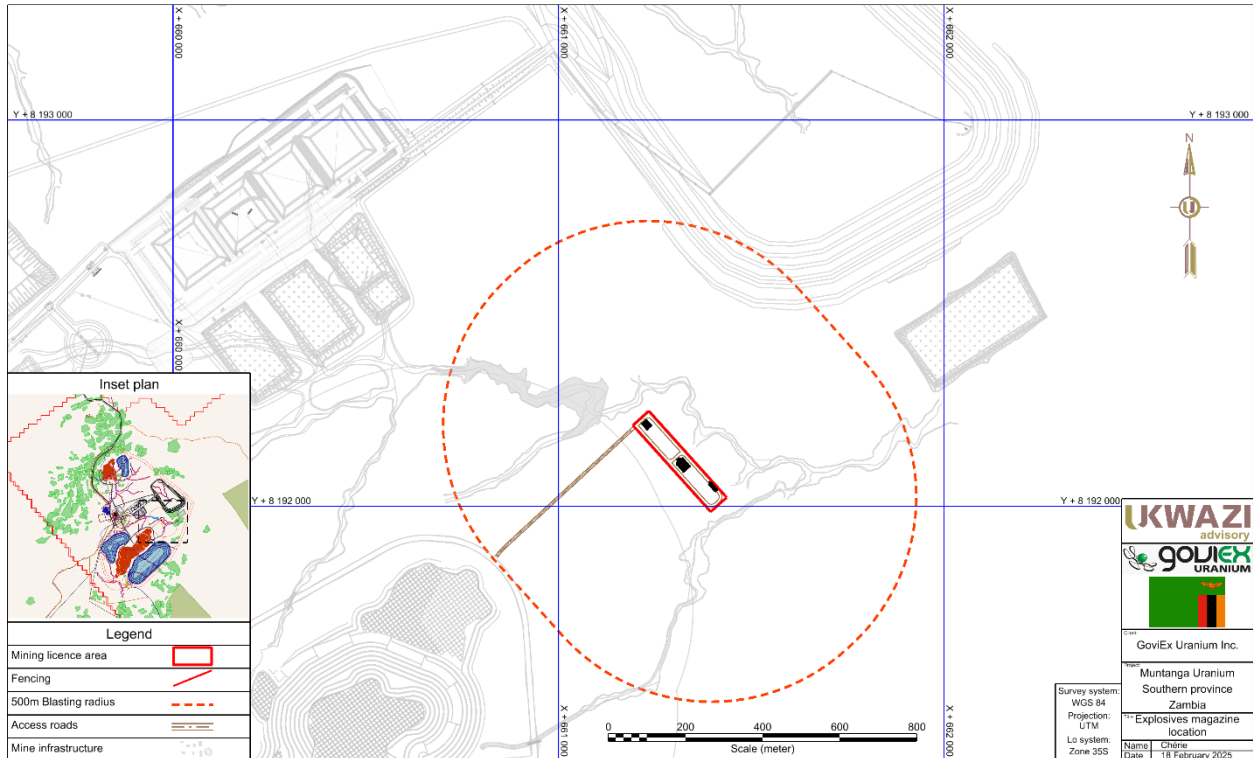 X + 660 000
X + 661 000
X + 662 000
Y + 8 193 000
Y + 8 193 000
N
U
X + 660 000
Y + 8 192 000
Y + 8 192 000
X + 661 000
X + 662 000
Inset plan
Legend
Mining licence area
Fencing
500m Blasting radius
Access roads
Mine infrastructure
0 200 400 600 800
Scale (meter)
Survey system:
WGS 84
Projection:
UTM
Lo system:
Zone 35S
UKWAZI
advisory
GOVIEX
URANIUM
Client
GoviEx Uranium Inc.
Project
Muntanga Uranium
Southern province
Zambia
Title
Explosives magazine
location
Name Chérie
Date 18 February 2025